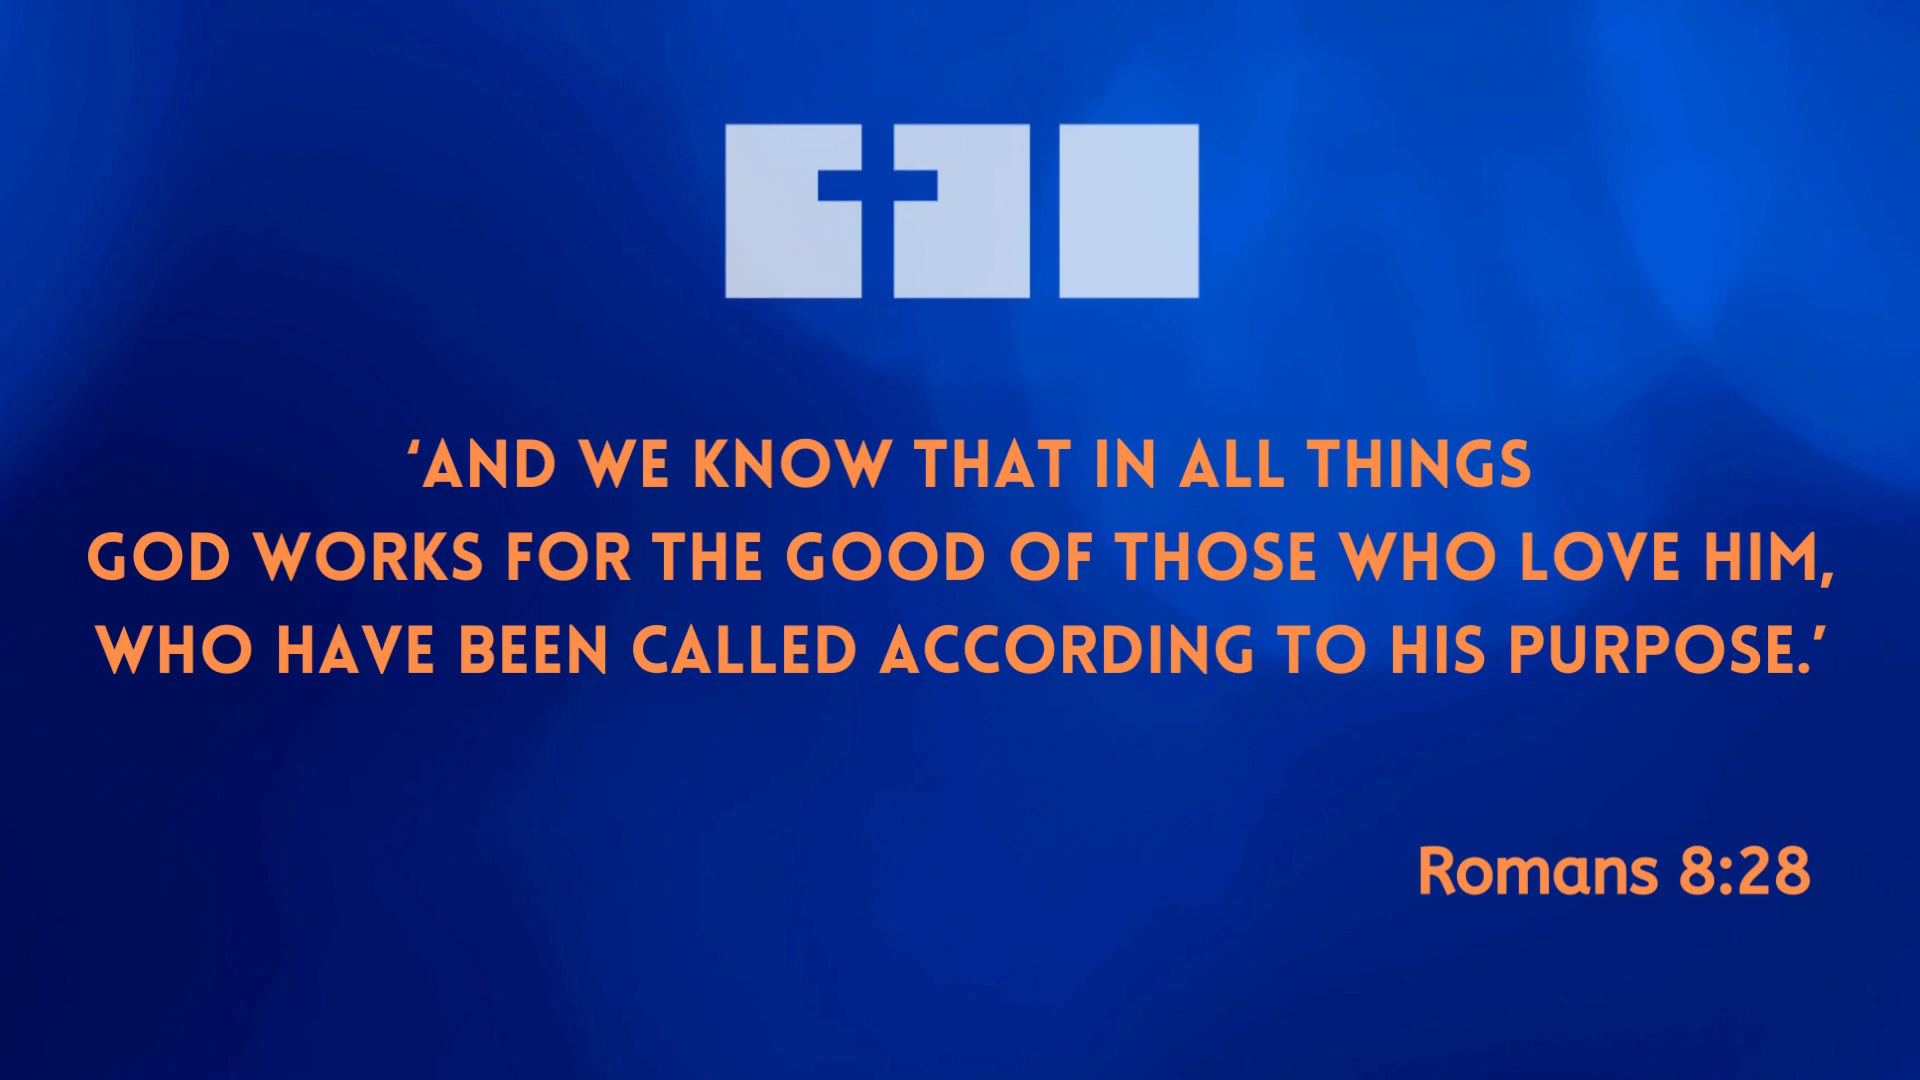 ‘AND WE KNOW THAT IN ALL THINGS
GOD WORKS FOR THE GOOD OF THOSE WHO LOVE HIM,
WHO HAVE BEEN CALLED ACCORDING TO HIS PURPOSE.’
Romans 8:28